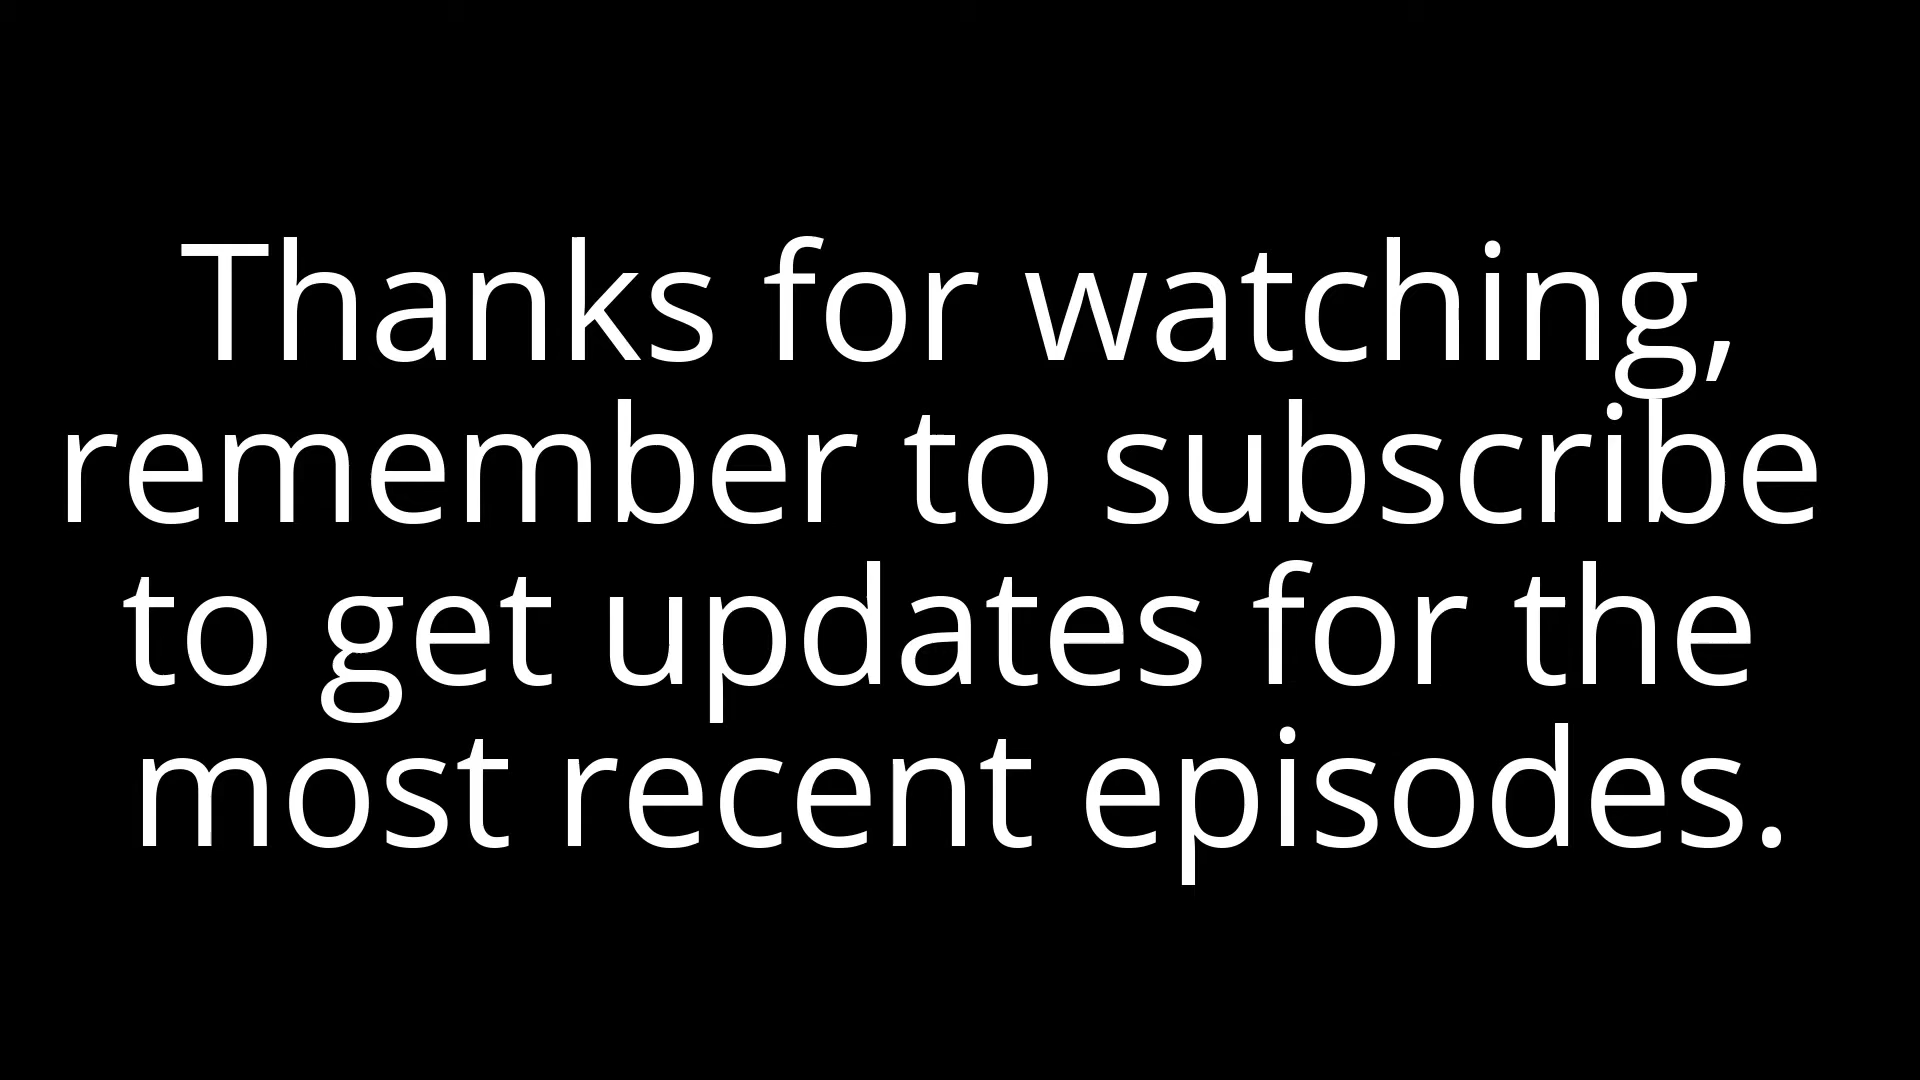 Thanks for watching,
remember to subscribe
to get updates for the
most recent episodes.